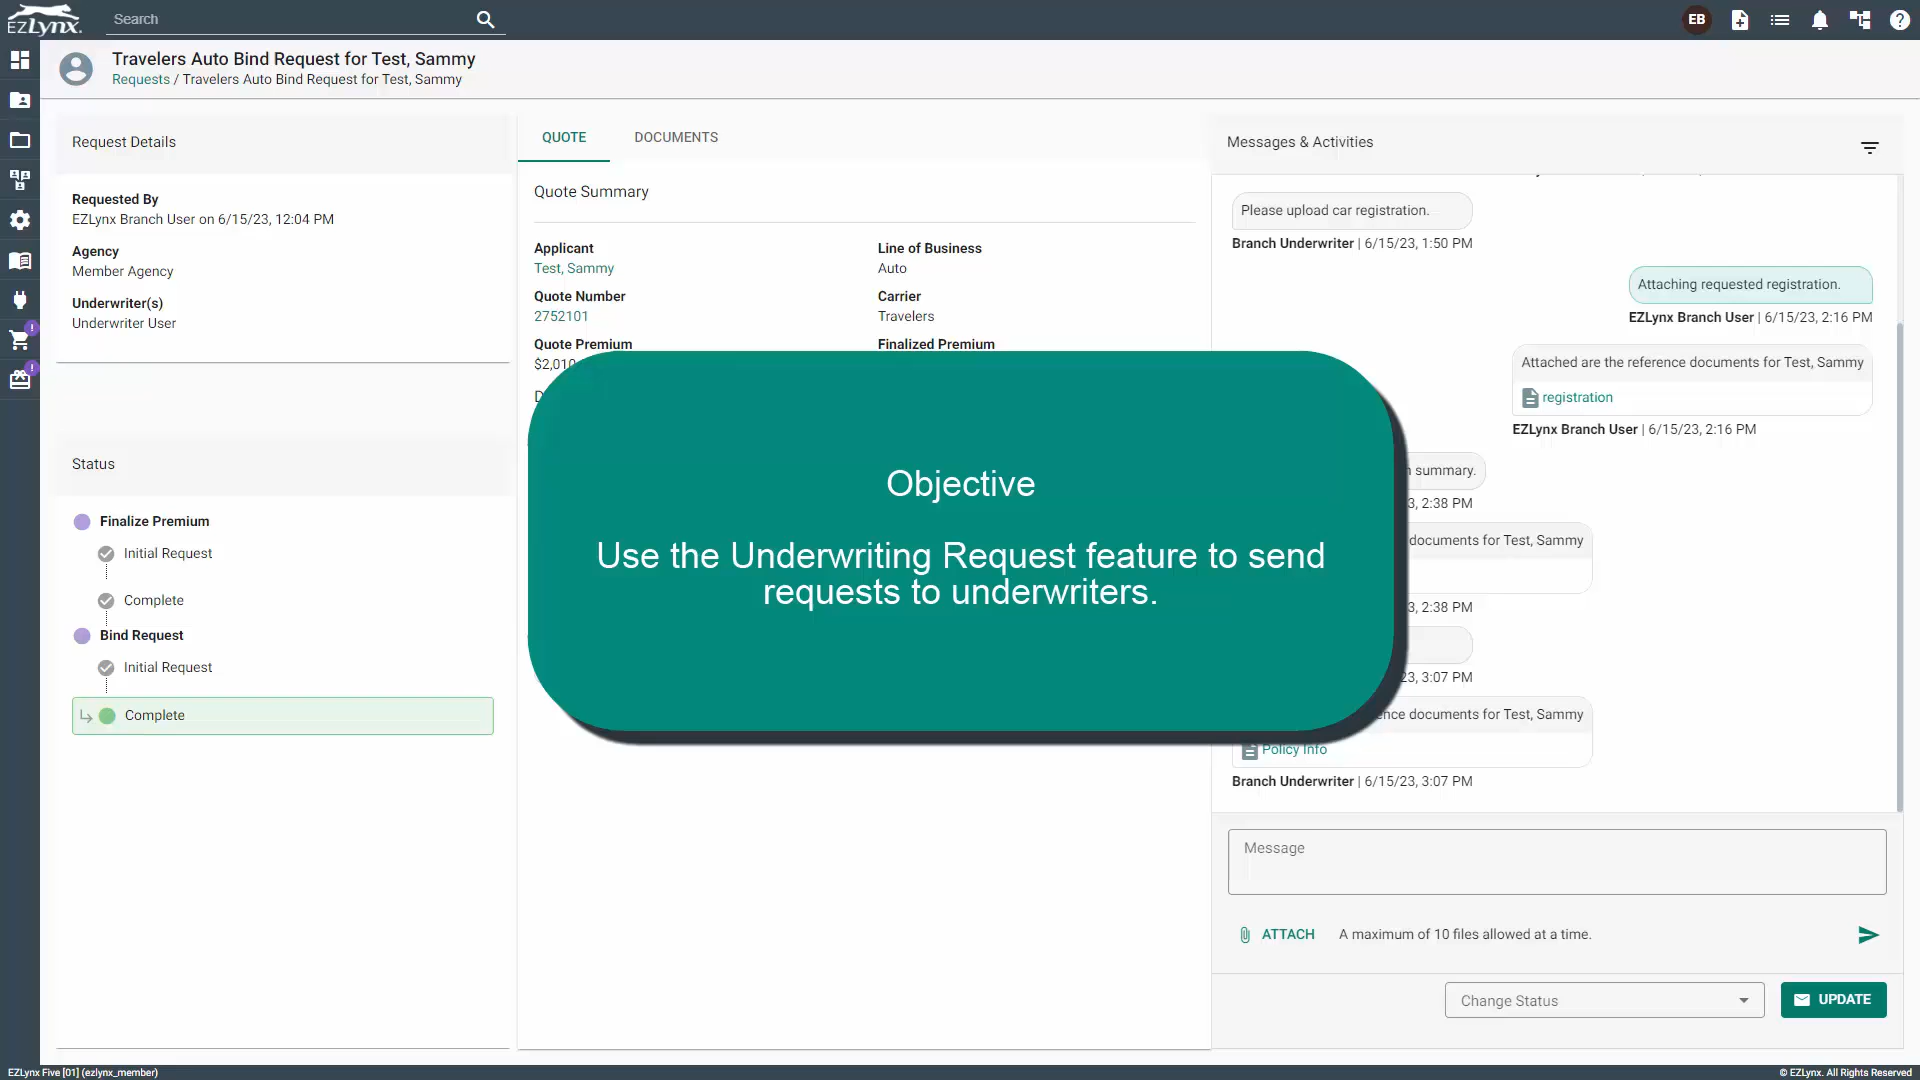 EZLynx
Search
EB
Travelers Auto Bind Request for Test, Sammy
Requests / Travelers Auto Bind Request for Test, Sammy
Request Details
Requested By
EZLynx Branch User on 6/15/23, 12:04 PM
Agency
Member Agency
Underwriter(s)
Underwriter User
Status
Finalize Premium
Initial Request
Complete
Bind Request
Initial Request
Complete
QUOTE DOCUMENTS
Quote Summary
Applicant
Test, Sammy
Line of Business
Auto
Quote Number
2752101
Carrier
Travelers
Quote Premium
$2,010
Finalized Premium
Objective
Use the Underwriting Request feature to send
requests to underwriters.
Messages & Activities
Please upload car registration.
Branch Underwriter | 6/15/23, 1:50 PM
Attaching requested registration.
EZLynx Branch User | 6/15/23, 2:16 PM
Attached are the reference documents for Test, Sammy
registration
EZLynx Branch User | 6/15/23, 2:16 PM
summary.
3, 2:38 PM
documents for Test, Sammy
3, 2:38 PM
23, 3:07 PM
documents for Test, Sammy
Policy Info
Branch Underwriter | 6/15/23, 3:07 PM
Message
ATTACH A maximum of 10 files allowed at a time.
Change Status
UPDATE
EZLynx Five [01] (ezlynx_member)
© EZLynx. All Rights Reserved